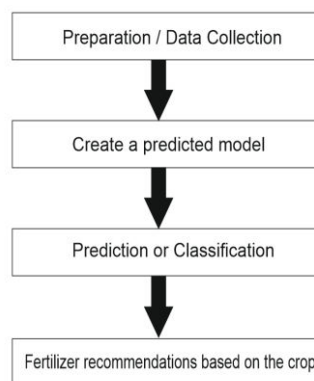 Preparation / Data Collection
Create a predicted model
Prediction or Classification
Fertilizer recommendations based on the crop